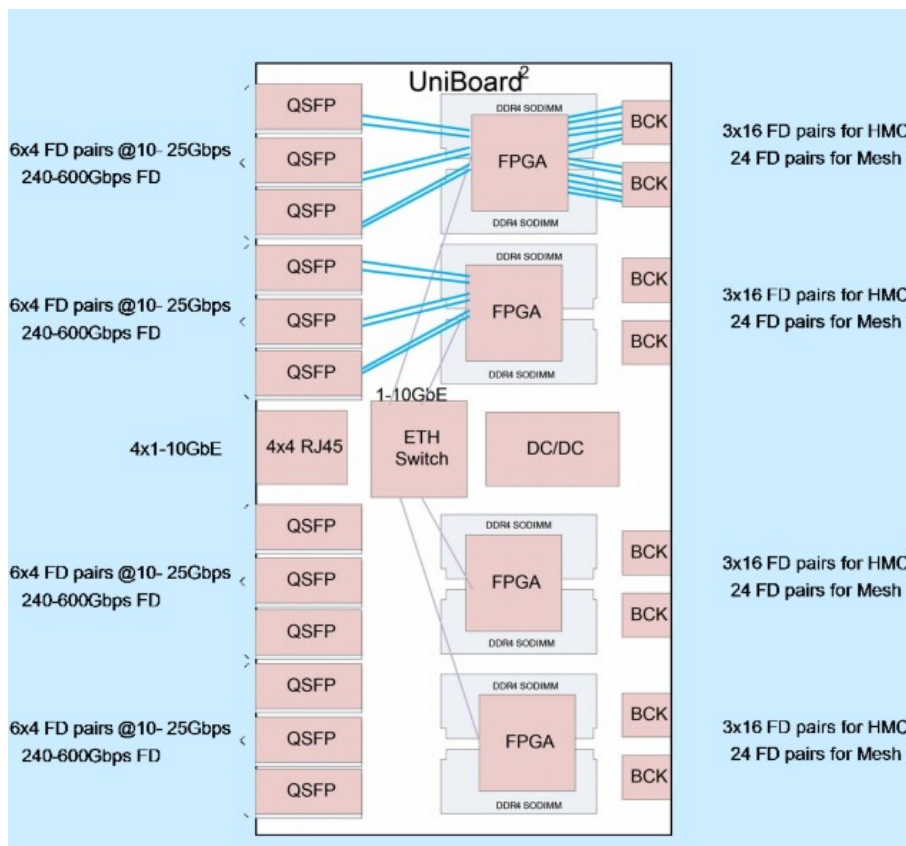 UniBoard2
QSFP
QSFP
QSFP
6x4 FD pairs @10- 25Gbps
240-600Gbps FD
DDR4 SODIMM
FPGA
DDR4 SODIMM
BCK
BCK
3x16 FD pairs for HMC
24 FD pairs for Mesh
QSFP
QSFP
QSFP
6x4 FD pairs @10- 25Gbps
240-600Gbps FD
DDR4 SODIMM
FPGA
DDR4 SODIMM
BCK
BCK
3x16 FD pairs for HMC
24 FD pairs for Mesh
1-10GbE
4x1-10GbE
4x4 RJ45
ETH
Switch
DC/DC
QSFP
QSFP
QSFP
6x4 FD pairs @10- 25Gbps
240-600Gbps FD
DDR4 SODIMM
FPGA
DDR4 SODIMM
BCK
BCK
3x16 FD pairs for HMC
24 FD pairs for Mesh
QSFP
QSFP
QSFP
6x4 FD pairs @10- 25Gbps
240-600Gbps FD
DDR4 SODIMM
FPGA
DDR4 SODIMM
BCK
BCK
3x16 FD pairs for HMC
24 FD pairs for Mesh